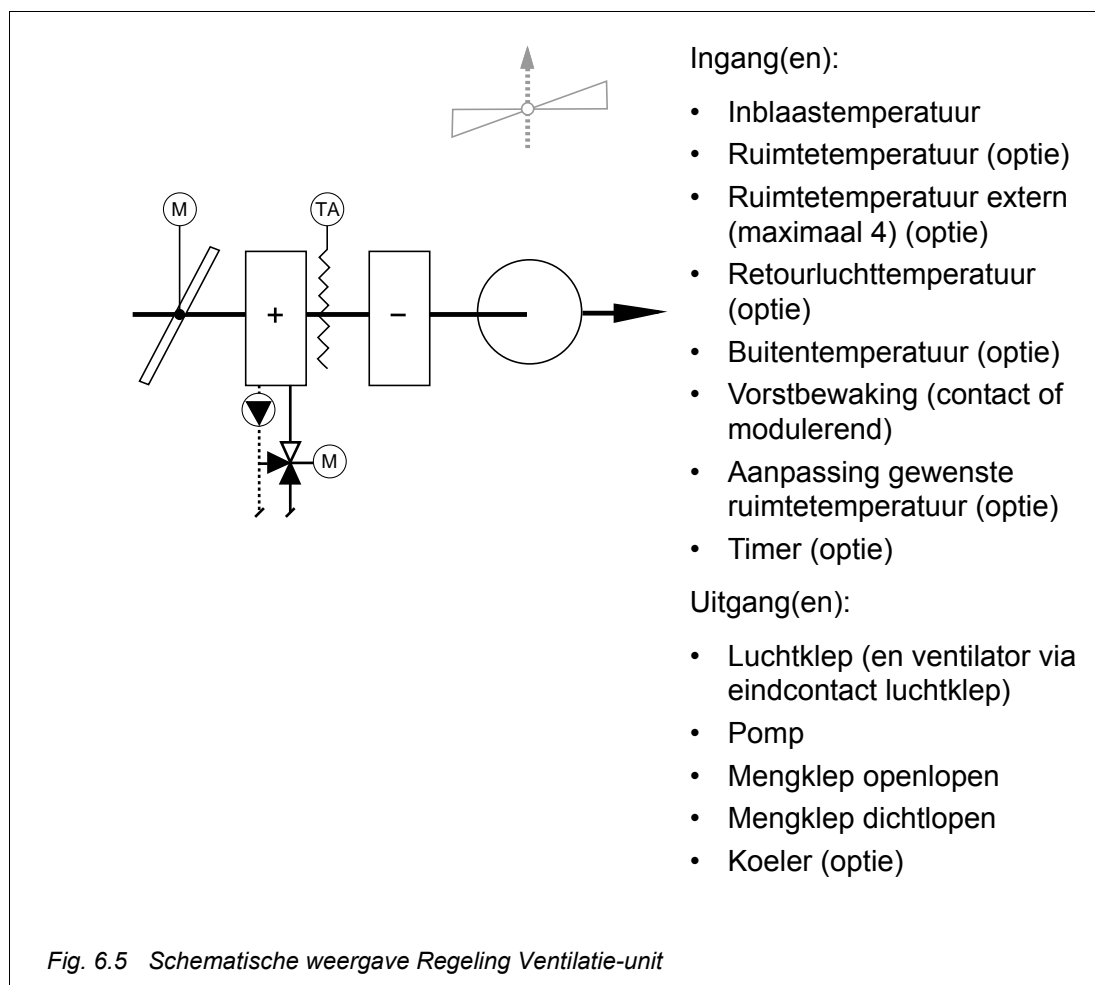 Ingang(en):
• Inblaastemperatuur
• Ruimtetemperatuur (optie)
• Ruimtetemperatuur extern
(maximaal 4) (optie)
• Retourluchttemperatuur
(optie)
• Buitentemperatuur (optie)
• Vorstbewaking (contact of
modulerend)
• Aanpassing gewenste
ruimtetemperatuur (optie)
• Timer (optie)
Uitgang(en):
• Luchtklep (en ventilator via
eindcontact luchtklep)
• Pomp
• Mengklep openlopen
• Mengklep dichtlopen
• Koeler (optie)
M
TA
+
−
M
Fig. 6.5 Schematische weergave Regeling Ventilatie-unit